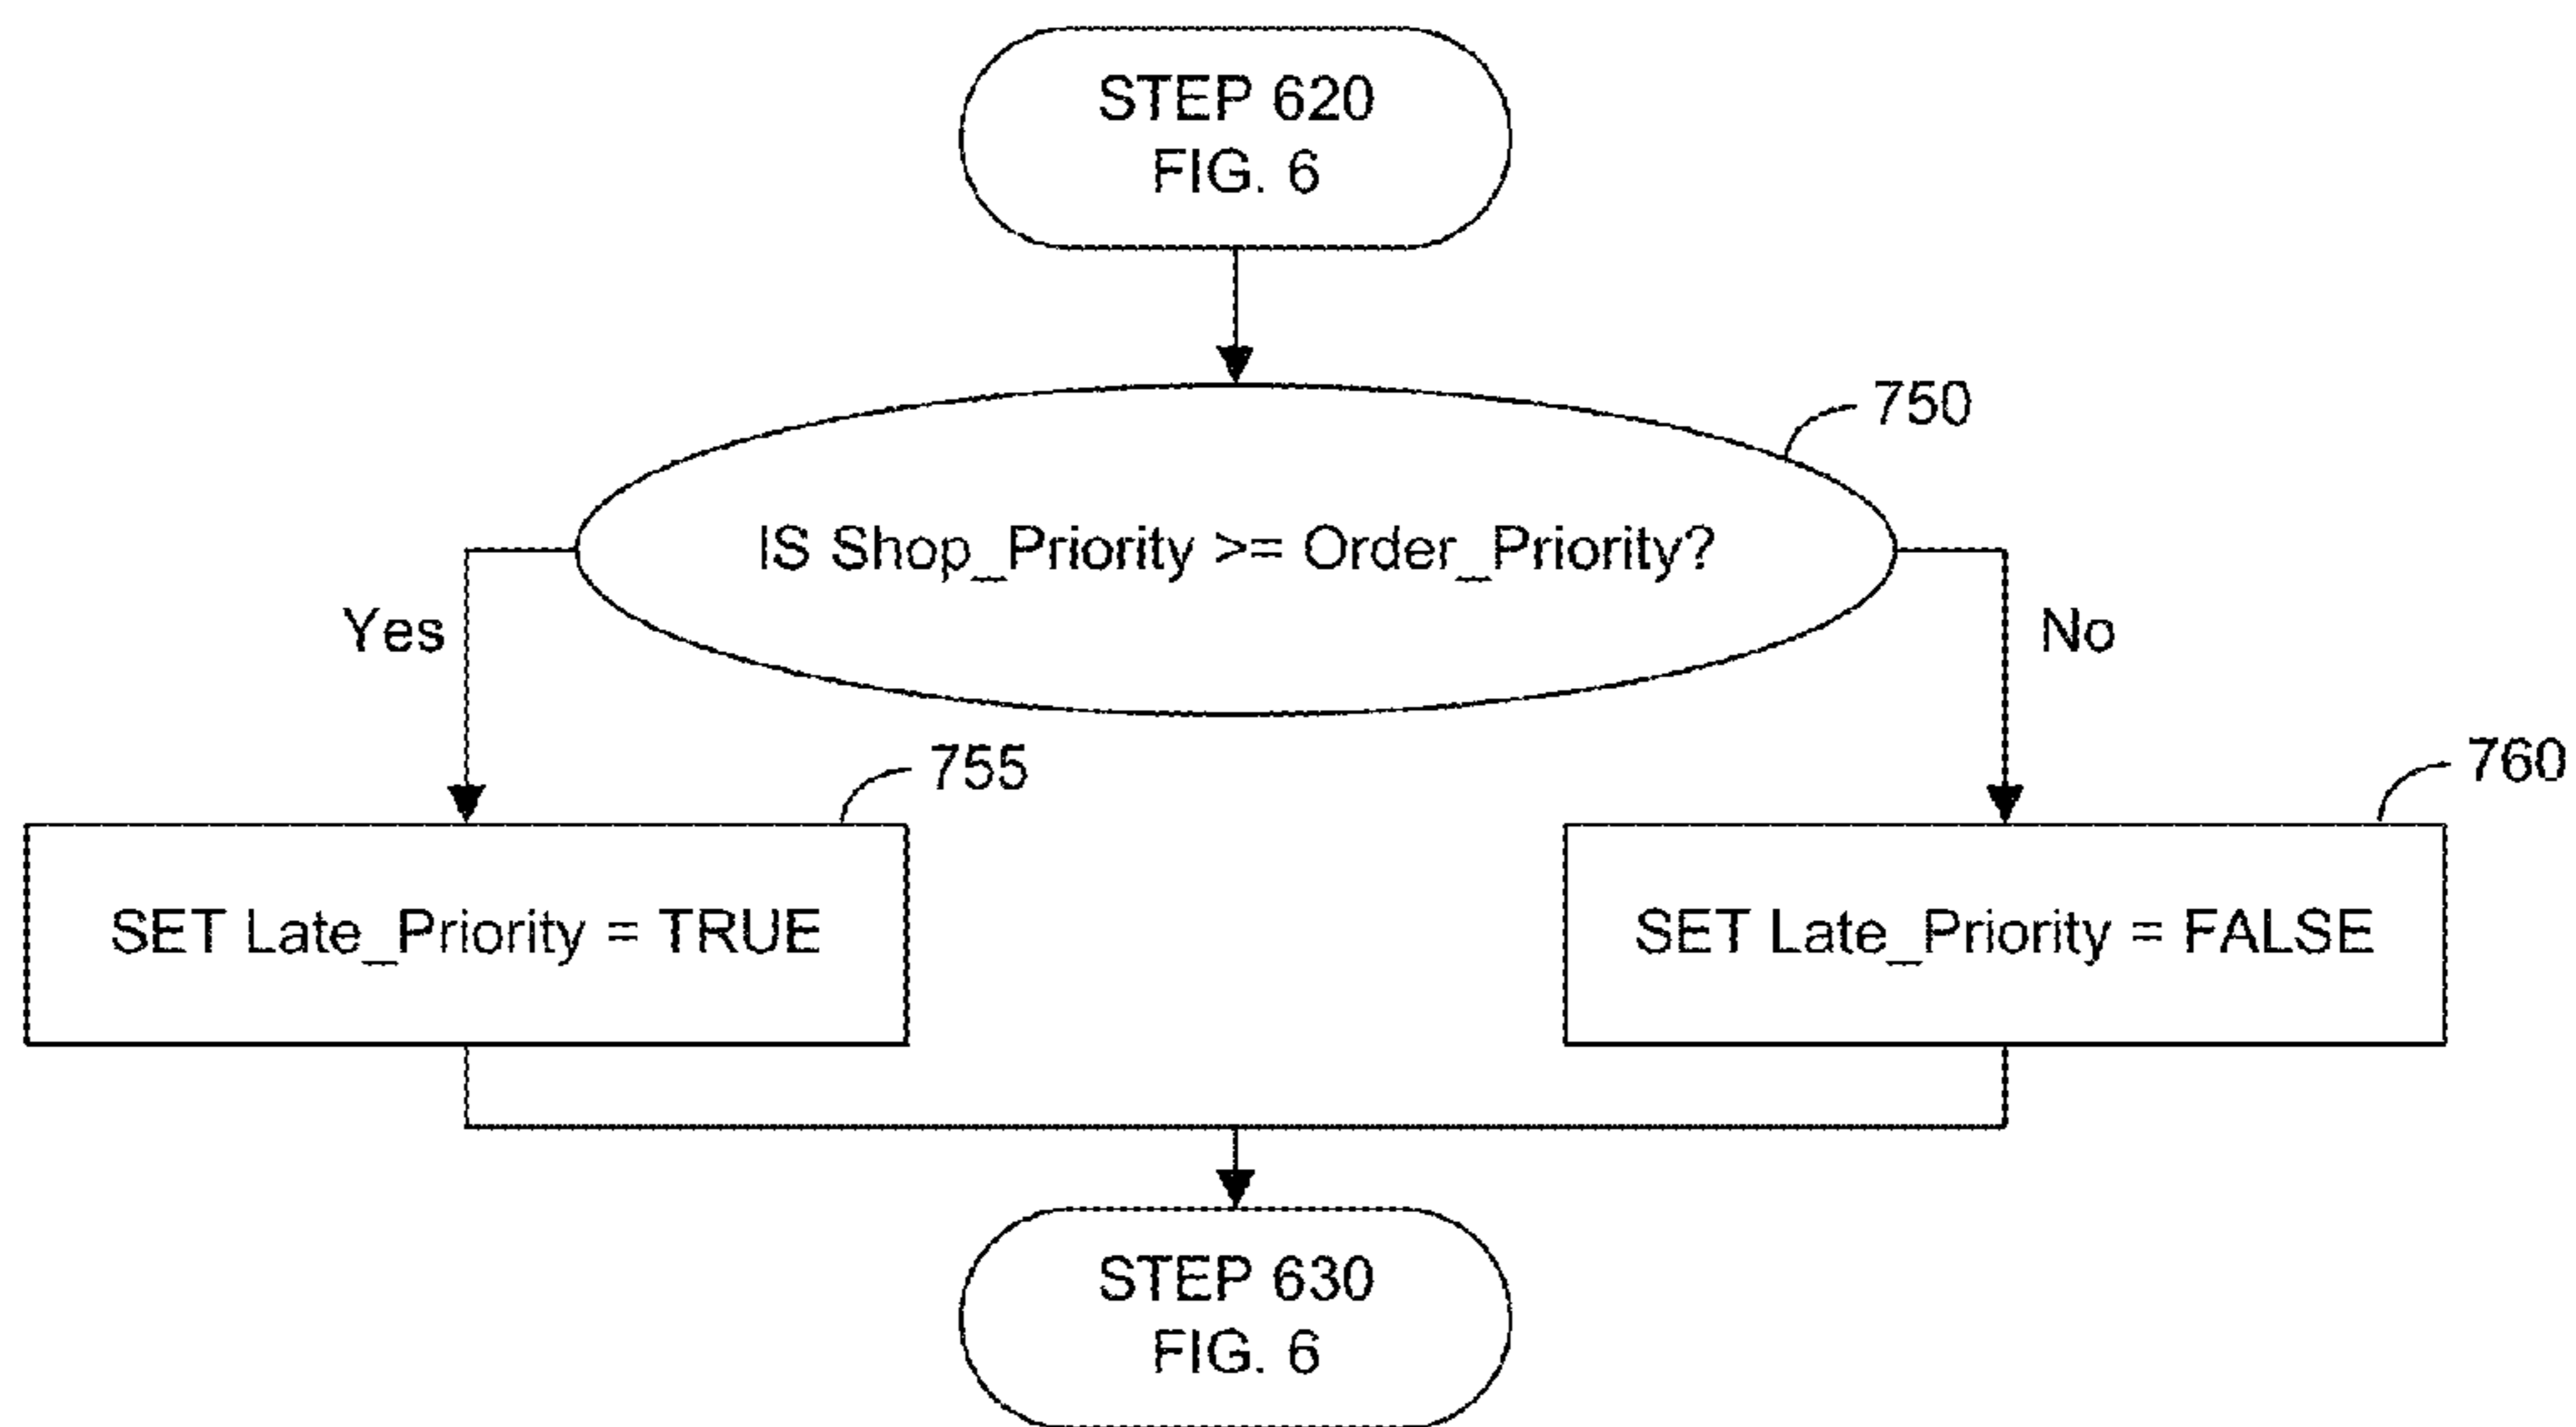 STEP 620
FIG. 6
750
IS Shop_Priority >= Order_Priority?
Yes
No
755
760
SET Late_Priority = TRUE
SET Late_Priority = FALSE
STEP 630
FIG. 6